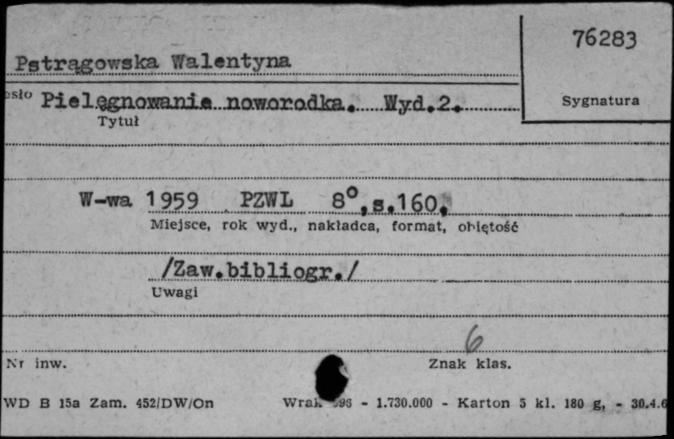 76283
Pstrągowska Walentyna
Pielęgnowanie noworodka. Wyd.2.
Sygnatura
Tytuł
W-wa 1959 PZWL 8°,s.160.
Miejsce, rok wyd., nakładca, format, objętość
/Zaw.bibliogr./
Uwagi
6
Nr inw.
Znak klas.
WD B 15a Zam. 452/DW/On - 1.730.000 - Karton 5 kl. 180 g, - 30.4.6